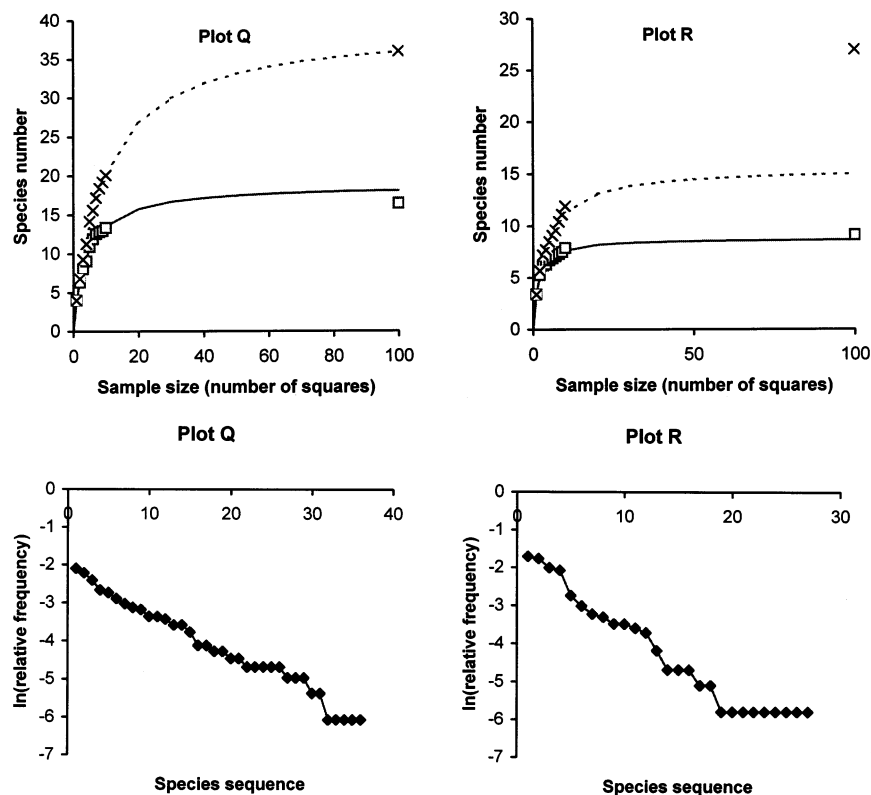 Plot Q
Species number
40
35
30
25
20
15
10
5
0
0 20 40 60 80 100
Sample size (number of squares)
Plot R
Species number
30
25
20
15
10
5
0
0 50 100
Sample size (number of squares)
Plot Q
ln(relative frequency)
0
-1
-2
-3
-4
-5
-6
-7
0 10 20 30 40
Species sequence
Plot R
ln(relative frequency)
0
-1
-2
-3
-4
-5
-6
-7
0 10 20 30
Species sequence